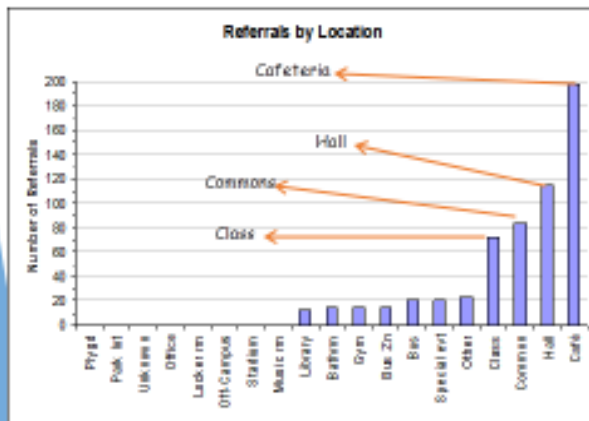 Referrals by Location
Cafeteria
Hall
Commons
Class
Number of Referrals
200
180
160
140
120
100
80
60
40
20
0
Plygd
Park lot
Unknown
Office
Locker rm
Off-Campus
Stadium
Music rm
Library
Bathrm
Gym
Bus Zn
Bus
Special evt
Other
Class
Common
Hall
Café